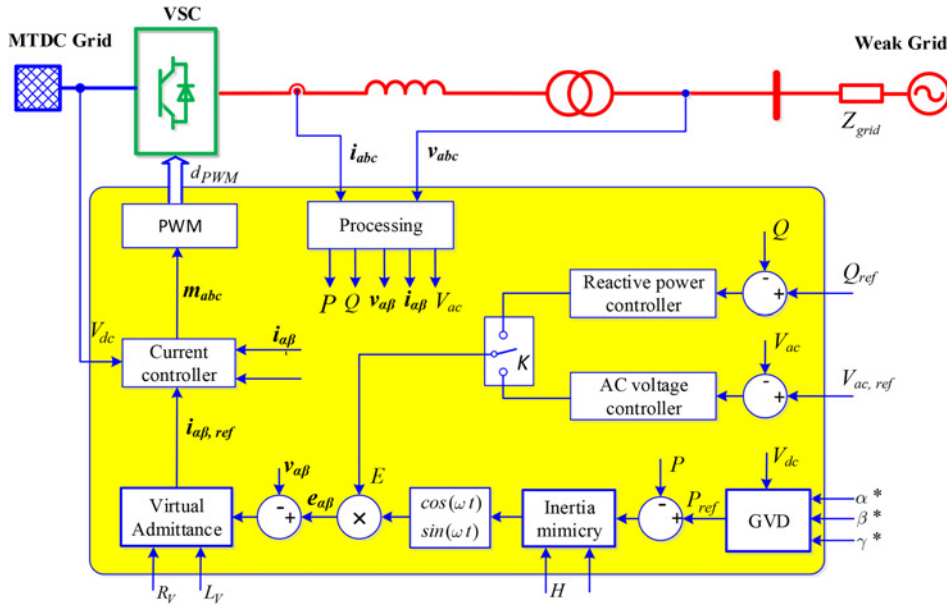 VSC
MTDC Grid
Weak Grid
Z_grid
i_abc
v_abc
d_PWM
PWM
Processing
P Q v_αβ i_αβ V_ac
Q
Q_ref
Reactive power
controller
-
+
m_abc
V_dc
i_αβ
Current
controller
K
V_ac
V_ac, ref
AC voltage
controller
-
+
i_αβ, ref
v_αβ
E
P
V_dc
Virtual
Admittance
-
+
e_αβ
×
cos(ωt)
sin(ωt)
Inertia
mimicry
-
+
P_ref
GVD
α*
β*
γ*
R_V
L_V
H